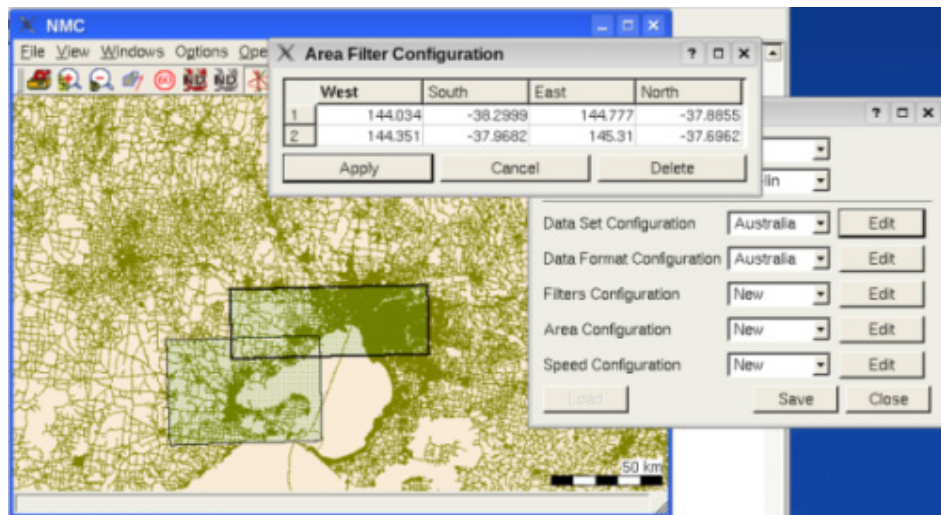 NMC
File View Windows Options Ope
Area Filter Configuration
West South East North
1 144.034 -38.2999 144.777 -37.8855
2 144.351 -37.9682 145.31 -37.6962
Apply Cancel Delete
lin
Data Set Configuration Australia Edit
Data Format Configuration Australia Edit
Filters Configuration New Edit
Area Configuration New Edit
Speed Configuration New Edit
Load Save Close
50 km